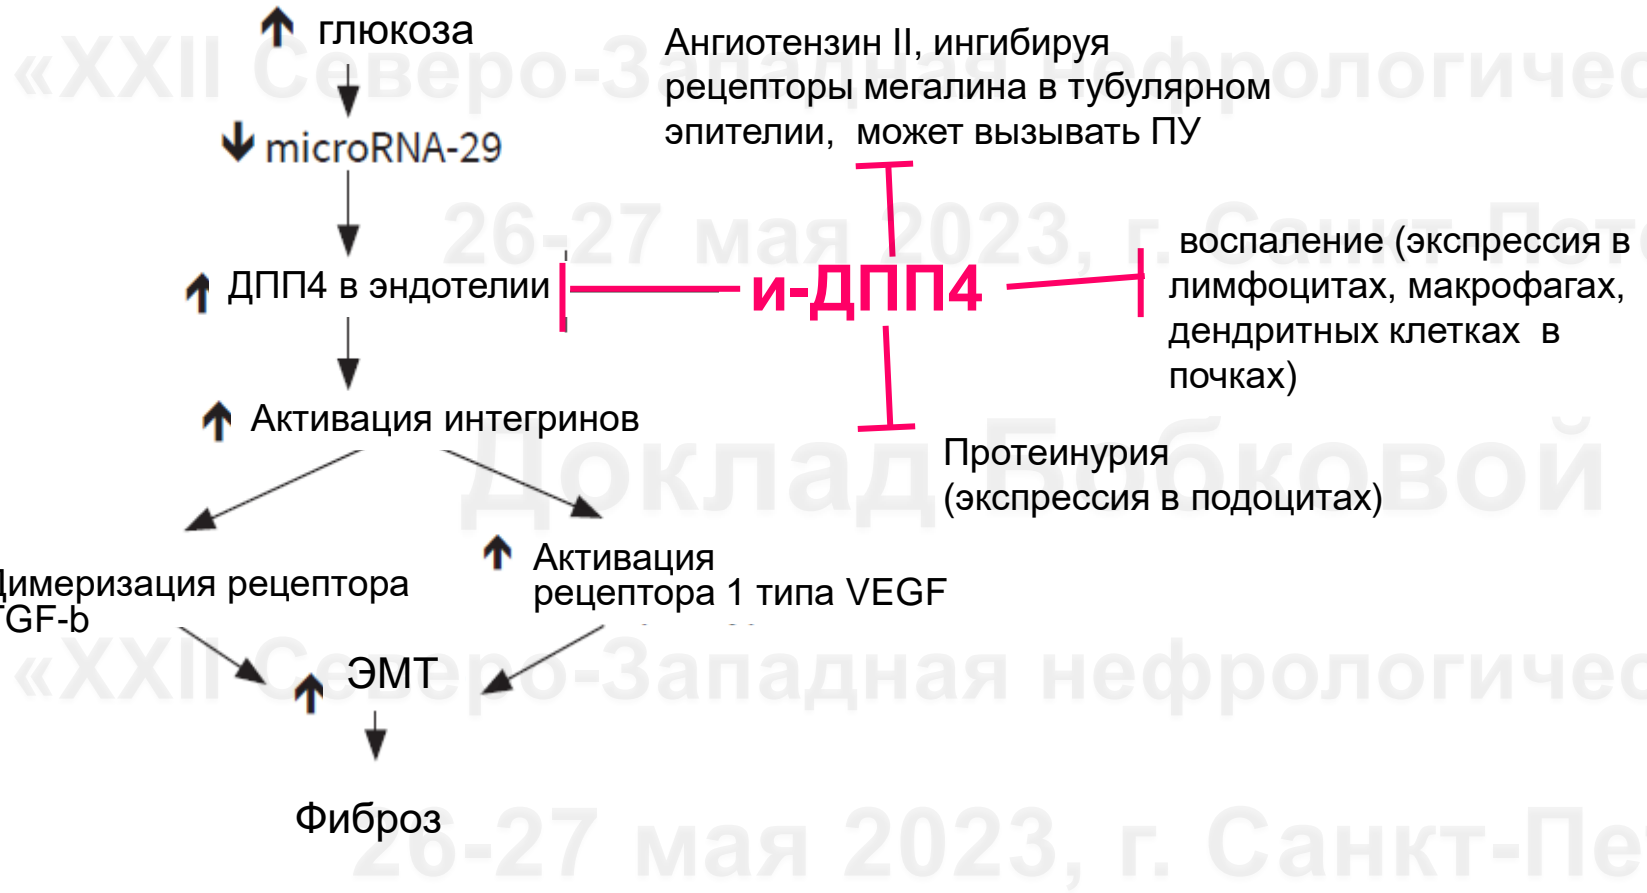 глюкоза
microRNA-29
ДПП4 в эндотелии
Активация интегринов
Димеризация рецептора
TGF-b
Активация
рецептора 1 типа VEGF
ЭМТ
Фиброз
Ангиотензин II, ингибируя
рецепторы мегалина в тубулярном
эпителии, может вызывать ПУ
и-ДПП4
воспаление (экспрессия в
лимфоцитах, макрофагах,
дендритных клетках в
почках)
Протеинурия
(экспрессия в подоцитах)
«XXII Северо-Западная нефрологичес
26-27 мая 2023, г. Санкт-Пете
Доклад Бобковой
«XXII Северо-Западная нефрологичес
26-27 мая 2023, г. Санкт-Пет